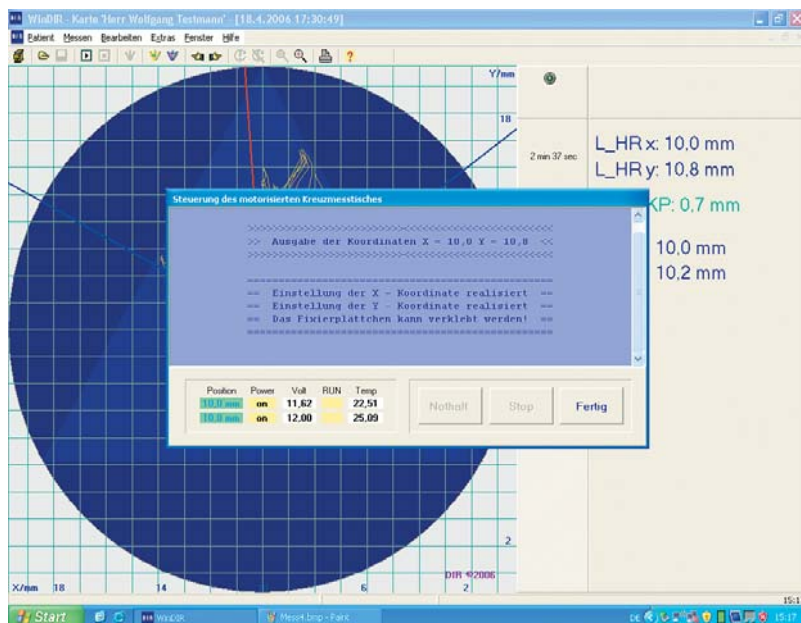 WinDIR - Karte 'Herr Wolfgang Testmann' - [18.4.2006 17:30:49]
Patient Messen Bearbeiten Extras Fenster Hilfe
Y/mm
18
2 min 37 sec
L_HR x: 10,0 mm
L_HR y: 10,8 mm
KP: 0,7 mm
10,0 mm
10,2 mm
Steuerung des motorisierten Kreuzmesstisches
>> Ausgabe der Koordinaten X = 10,0 Y = 10,8 <<
== Einstellung der X - Koordinate realisiert ==
== Einstellung der Y - Koordinate realisiert ==
== Das Fixierplättchen kann verklebt werden! ==
Position Power Volt RUN Temp
10,0 mm on 11,62 22,51
10,8 mm on 12,00 25,09
Nothalt Stop Fertig
2
DIR ©2006
X/mm 18 14 6 2
15:1
Start WinDIR Mess4.bmp - Paint DE 15:17